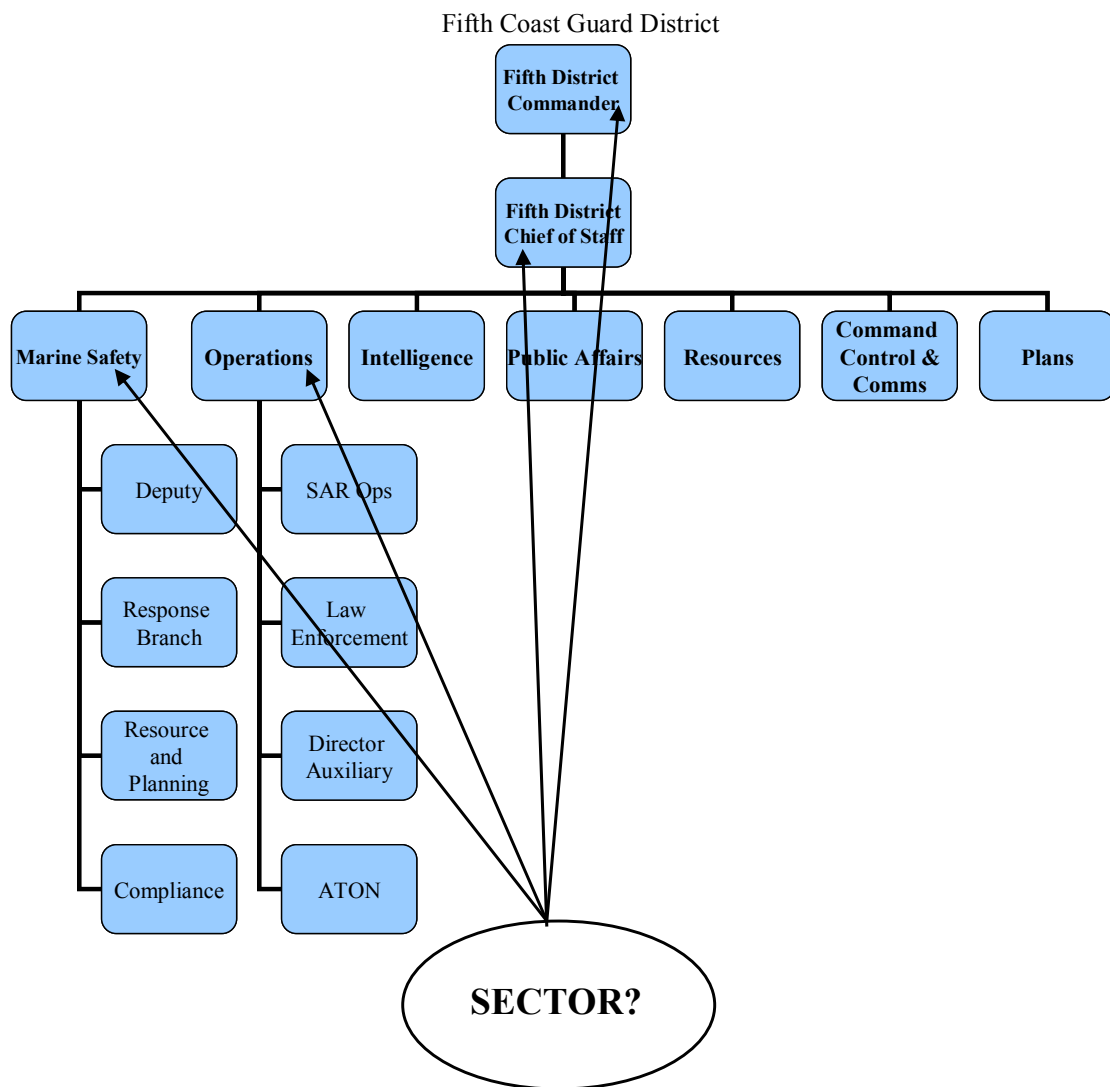 Fifth Coast Guard District
Fifth District
Commander
Fifth District
Chief of Staff
Marine Safety
Operations
Intelligence
Public Affairs
Resources
Command
Control &
Comms
Plans
Deputy
SAR Ops
Response
Branch
Law
Enforcement
Resource
and
Planning
Director
Auxiliary
Compliance
ATON
SECTOR?